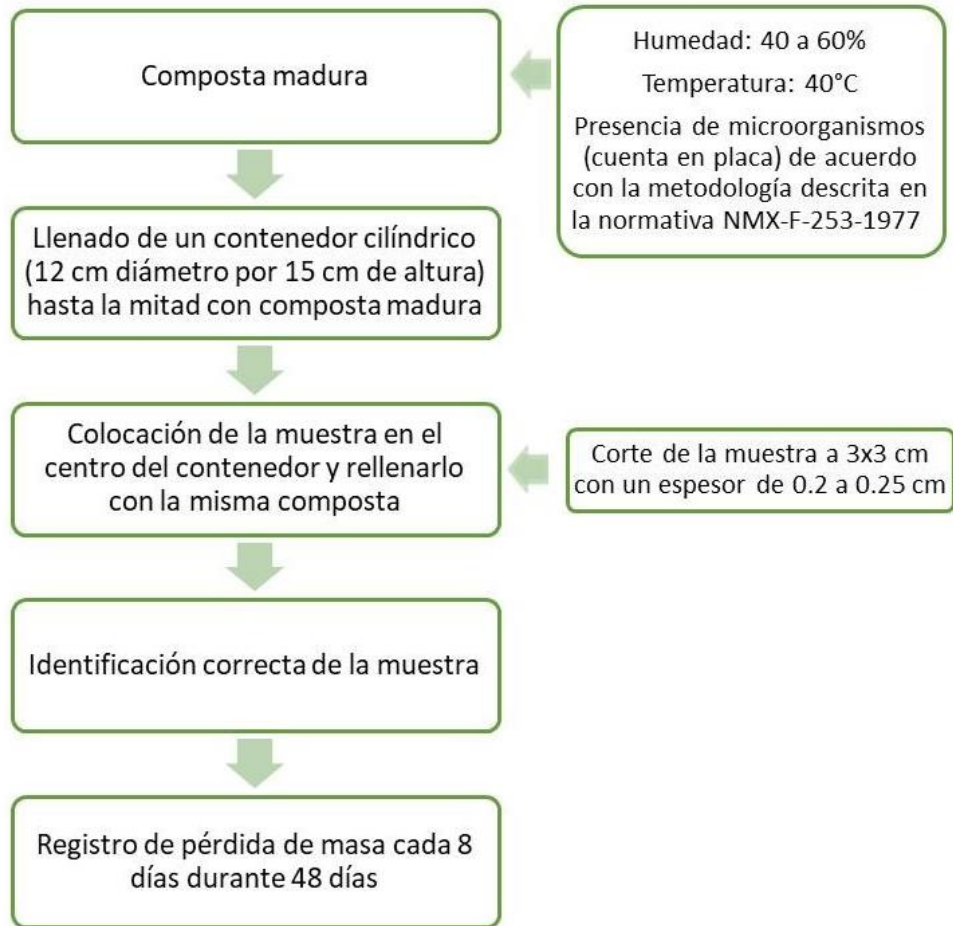 Composta madura
Humedad: 40 a 60%
Temperatura: 40°C
Presencia de microorganismos
(cuenta en placa) de acuerdo
con la metodología descrita en
la normativa NMX-F-253-1977
Llenado de un contenedor cilíndrico
(12 cm diámetro por 15 cm de altura)
hasta la mitad con composta madura
Colocación de la muestra en el
centro del contenedor y rellenarlo
con la misma composta
Corte de la muestra a 3x3 cm
con un espesor de 0.2 a 0.25 cm
Identificación correcta de la muestra
Registro de pérdida de masa cada 8
días durante 48 días